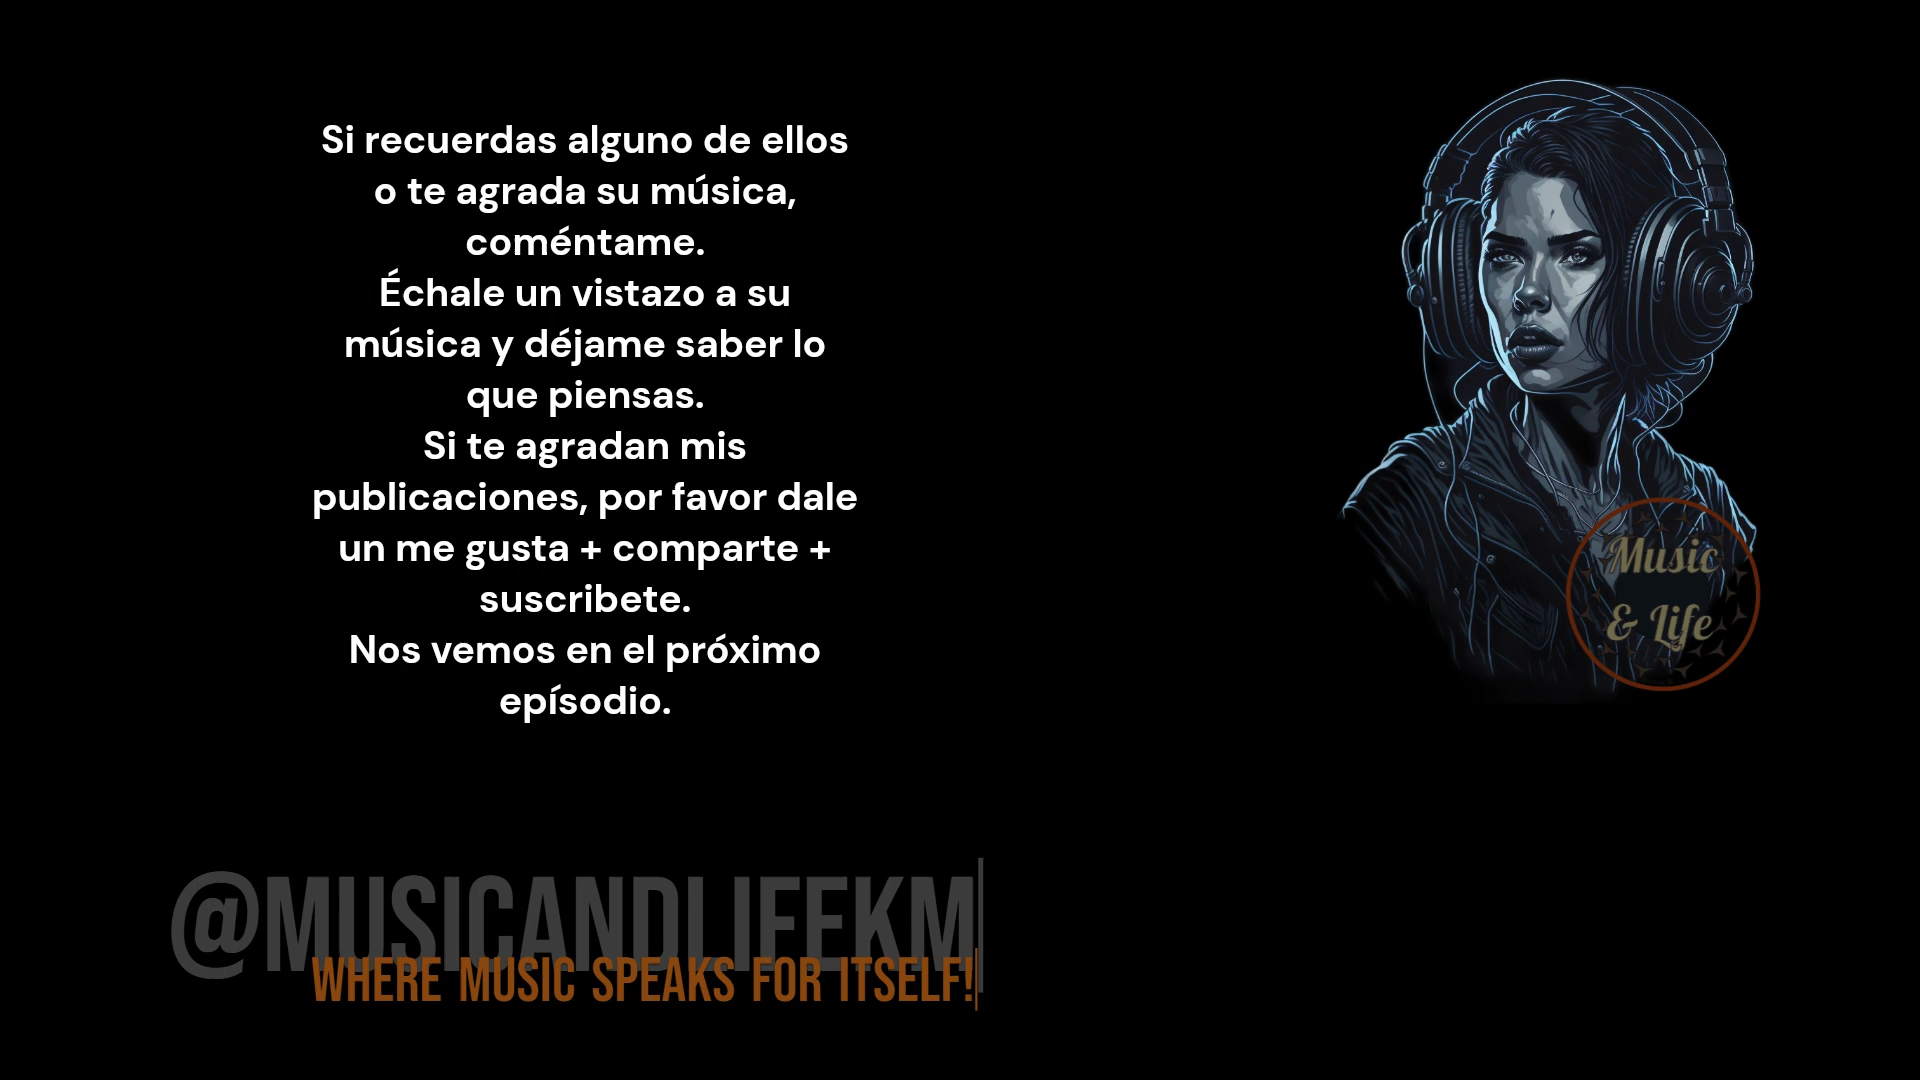 Si recuerdas alguno de ellos
o te agrada su música,
coméntame.
Échale un vistazo a su
música y déjame saber lo
que piensas.
Si te agradan mis
publicaciones, por favor dale
un me gusta + comparte +
suscribete.
Nos vemos en el próximo
epísodio.
Music
& Life
@MUSICANDLIFEKM
WHERE MUSIC SPEAKS FOR ITSELF!